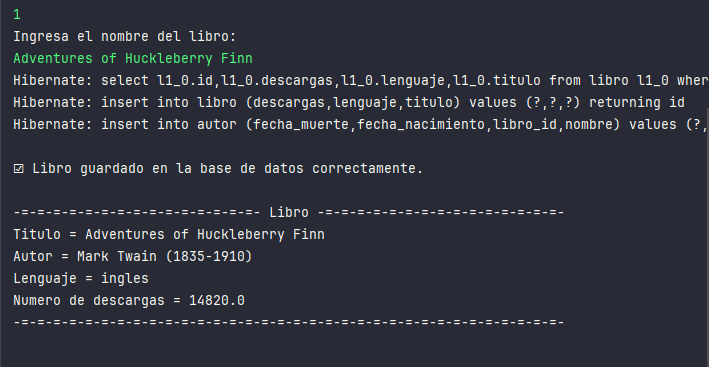 1
Ingresa el nombre del libro:
Adventures of Huckleberry Finn
Hibernate: select l1_0.id,l1_0.descargas,l1_0.lenguaje,l1_0.titulo from libro l1_0 wher
Hibernate: insert into libro (descargas,lenguaje,titulo) values (?,?,?) returning id
Hibernate: insert into autor (fecha_muerte,fecha_nacimiento,libro_id,nombre) values (?,
☑ Libro guardado en la base de datos correctamente.
-=-=-=-=-=-=-=-=-=-=-=-=-=-=-=- Libro -=-=-=-=-=-=-=-=-=-=-=-=-=-=-=-
Titulo = Adventures of Huckleberry Finn
Autor = Mark Twain (1835-1910)
Lenguaje = ingles
Numero de descargas = 14820.0
-=-=-=-=-=-=-=-=-=-=-=-=-=-=-=-=-=-=-=-=-=-=-=-=-=-=-=-=-=-=-=-=-=-=-